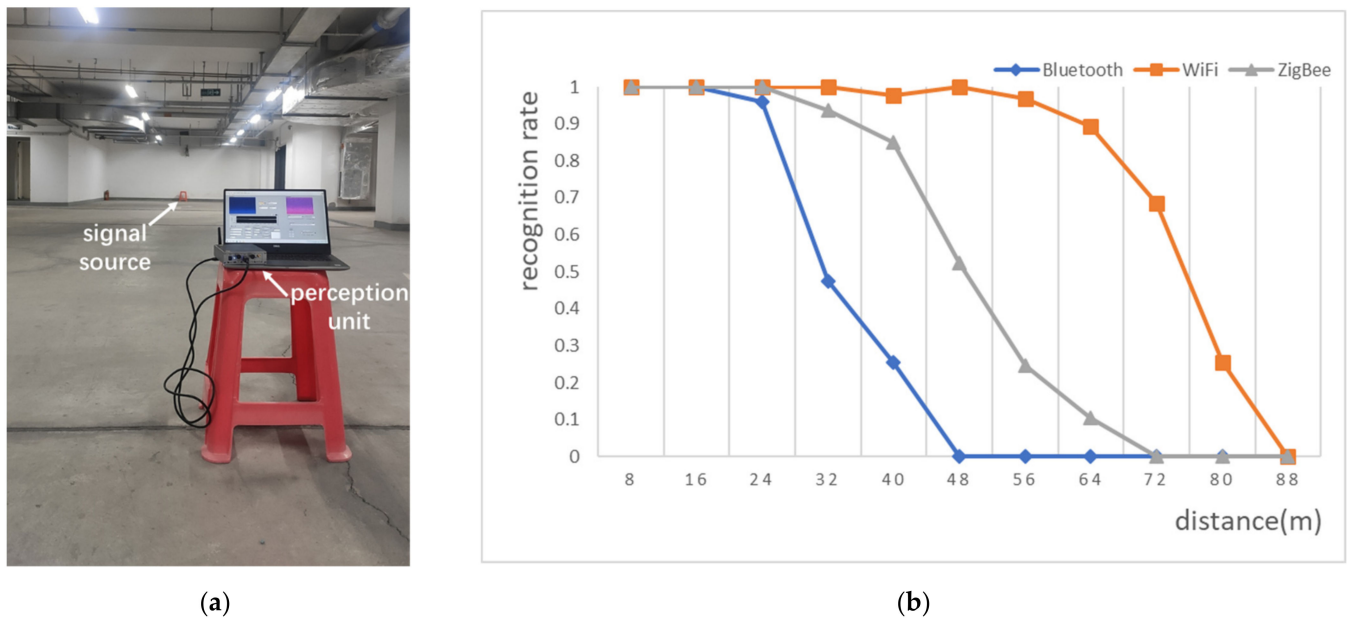 signal
source
perception
unit
Bluetooth WiFi ZigBee
recognition rate
1
0.9
0.8
0.7
0.6
0.5
0.4
0.3
0.2
0.1
0
8 16 24 32 40 48 56 64 72 80 88
distance(m)
(a) (b)